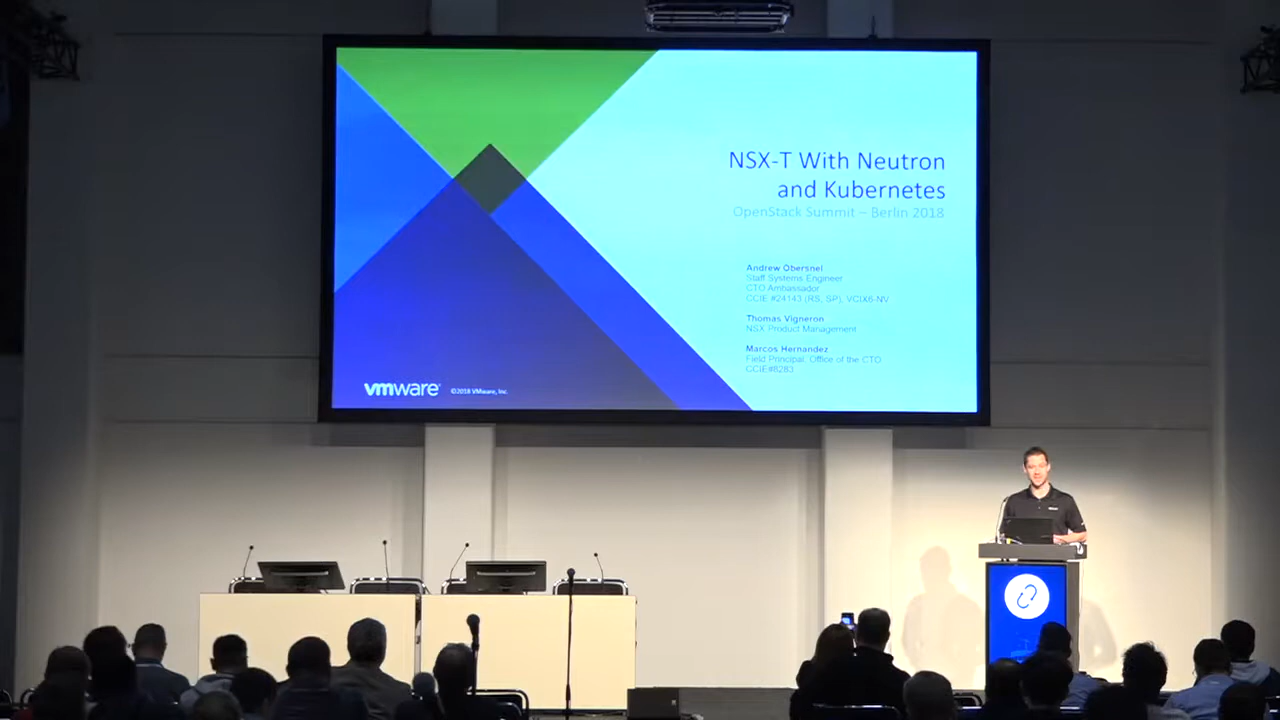 NSX-T With Neutron
and Kubernetes
OpenStack Summit – Berlin 2018
Andrew Obersnel
Staff Systems Engineer
CTO Ambassador
CCIE #24143 (RS, SP), VCIX6-NV
Thomas Vigneron
NSX Product Management
Marcos Hernandez
Field Principal, Office of the CTO
CCIE#8283
vmware®
©2018 VMware, Inc.